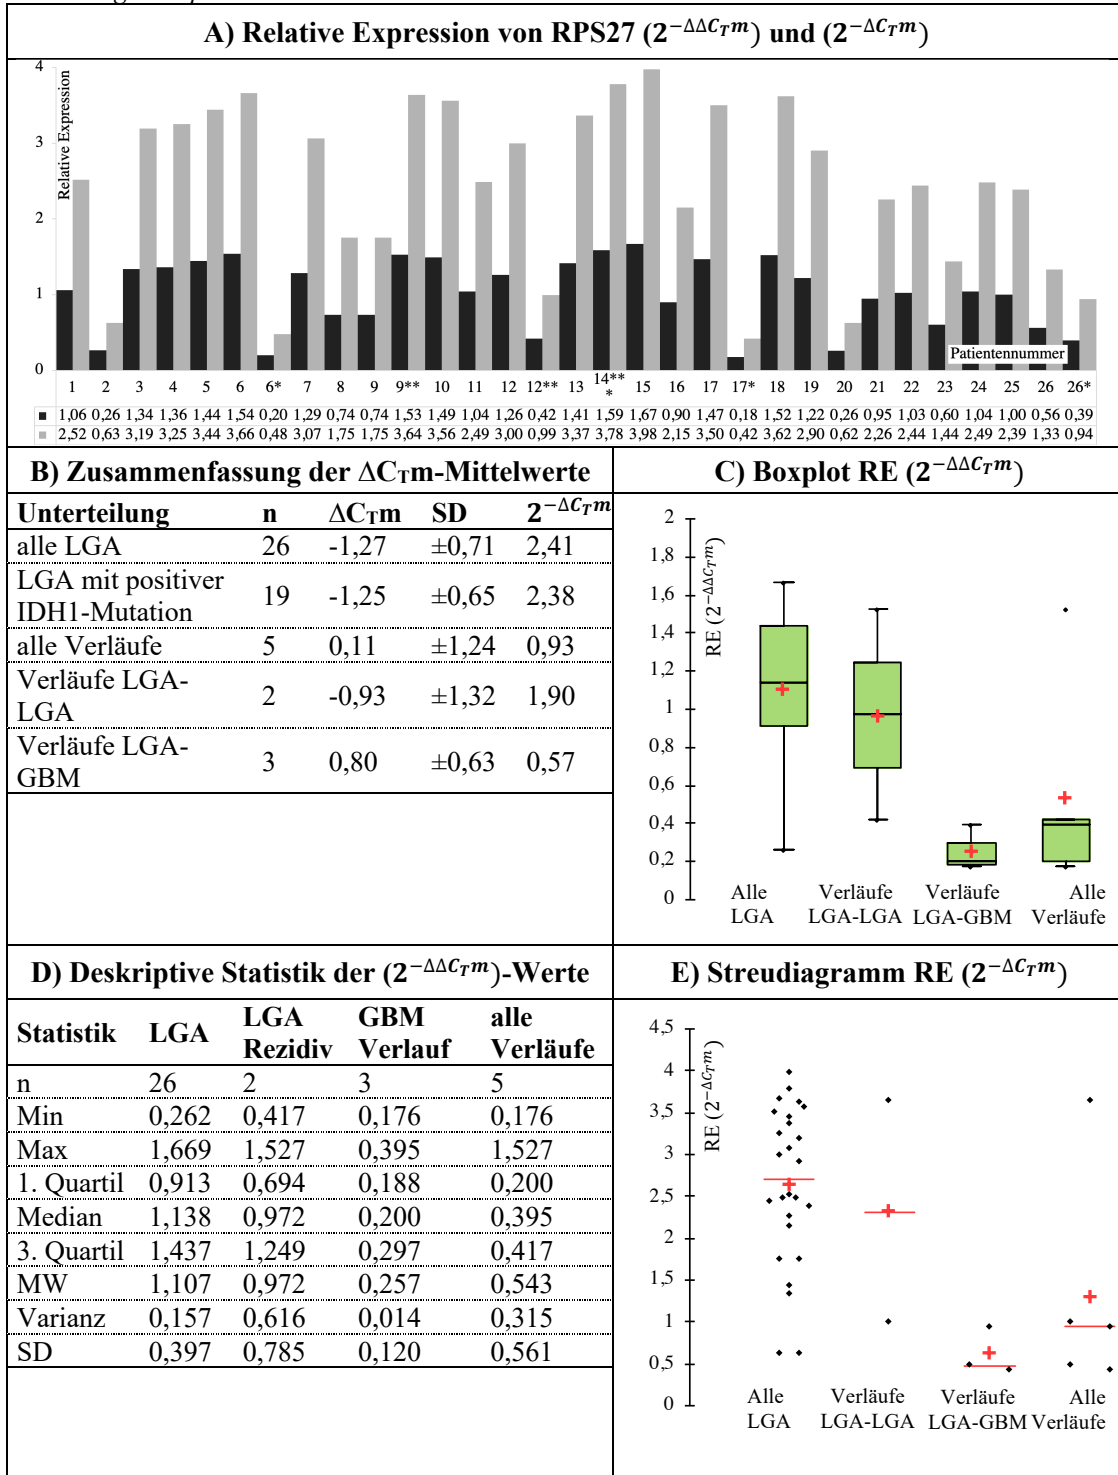 A) Relative Expression von RPS27 (2^{-ΔΔC_Tm}) und (2^{-ΔC_Tm})
Relative Expression
4
3
2
1
0
Patientennummer
1 2 3 4 5 6 6* 7 8 9 9** 10 11 12 12** 13 14*** 15 16 17 17* 18 19 20 21 22 23 24 25 26 26*
1,06 0,26 1,34 1,36 1,44 1,54 0,20 1,29 0,74 0,74 1,53 1,49 1,04 1,26 0,42 1,41 1,59 1,67 0,90 1,47 0,18 1,52 1,22 0,26 0,95 1,03 0,60 1,04 1,00 0,56 0,39
2,52 0,63 3,19 3,25 3,44 3,66 0,48 3,07 1,75 1,75 3,64 3,56 2,49 3,00 0,99 3,37 3,78 3,98 2,15 3,50 0,42 3,62 2,90 0,62 2,26 2,44 1,44 2,49 2,39 1,33 0,94
B) Zusammenfassung der ΔC_Tm-Mittelwerte
Unterteilung n ΔC_Tm SD 2^{-ΔC_Tm}
alle LGA 26 -1,27 ±0,71 2,41
LGA mit positiver
IDH1-Mutation 19 -1,25 ±0,65 2,38
alle Verläufe 5 0,11 ±1,24 0,93
Verläufe LGA-
LGA 2 -0,93 ±1,32 1,90
Verläufe LGA-
GBM 3 0,80 ±0,63 0,57
C) Boxplot RE (2^{-ΔΔC_Tm})
RE (2^{-ΔΔC_Tm})
2
1,8
1,6
1,4
1,2
1
0,8
0,6
0,4
0,2
0
Alle Verläufe Verläufe Alle
LGA LGA-LGA LGA-GBM Verläufe
D) Deskriptive Statistik der (2^{-ΔΔC_Tm})-Werte
Statistik LGA LGA Rezidiv GBM Verlauf alle Verläufe
n 26 2 3 5
Min 0,262 0,417 0,176 0,176
Max 1,669 1,527 0,395 1,527
1. Quartil 0,913 0,694 0,188 0,200
Median 1,138 0,972 0,200 0,395
3. Quartil 1,437 1,249 0,297 0,417
MW 1,107 0,972 0,257 0,543
Varianz 0,157 0,616 0,014 0,315
SD 0,397 0,785 0,120 0,561
E) Streudiagramm RE (2^{-ΔC_Tm})
RE (2^{-ΔC_Tm})
4,5
4
3,5
3
2,5
2
1,5
1
0,5
0
Alle Verläufe Verläufe Alle
LGA LGA-LGA LGA-GBM Verläufe